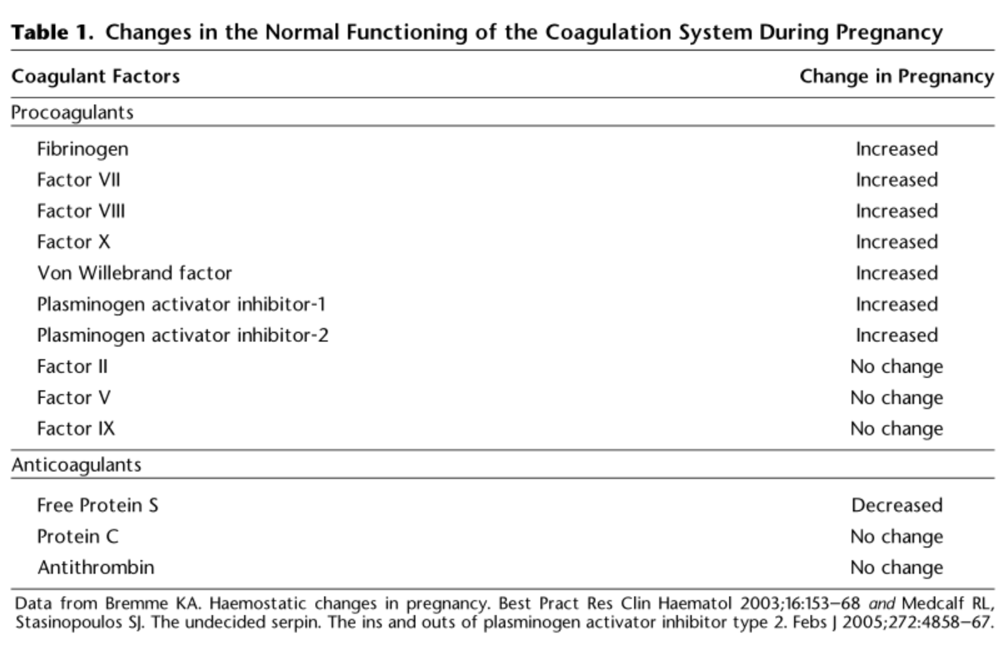 Table 1. Changes in the Normal Functioning of the Coagulation System During Pregnancy
Coagulant Factors Change in Pregnancy
Procoagulants
Fibrinogen Increased
Factor VII Increased
Factor VIII Increased
Factor X Increased
Von Willebrand factor Increased
Plasminogen activator inhibitor-1 Increased
Plasminogen activator inhibitor-2 Increased
Factor II No change
Factor V No change
Factor IX No change
Anticoagulants
Free Protein S Decreased
Protein C No change
Antithrombin No change
Data from Bremme KA. Haemostatic changes in pregnancy. Best Pract Res Clin Haematol 2003;16:153–68 and Medcalf RL,
Stasinopoulos SJ. The undecided serpin. The ins and outs of plasminogen activator inhibitor type 2. Febs J 2005;272:4858–67.